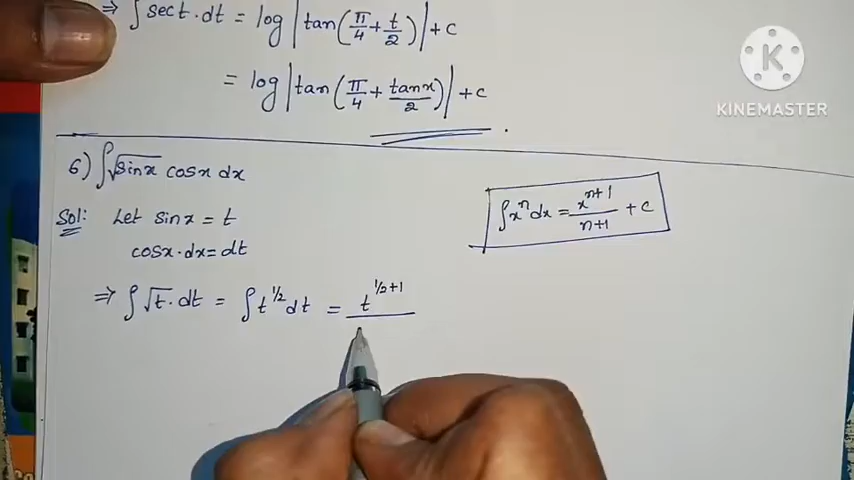 ⇒ ∫sect·dt = log|tan(π/4 + t/2)| + c
= log|tan(π/4 + tanx/2)| + c
K
KINEMASTER
6) ∫√sinx cosx dx
∫xⁿdx = xⁿ⁺¹/n+1 + c
Sol: Let sinx = t
cosx·dx = dt
⇒ ∫√t·dt = ∫t^1/2 dt = t^1/2+1